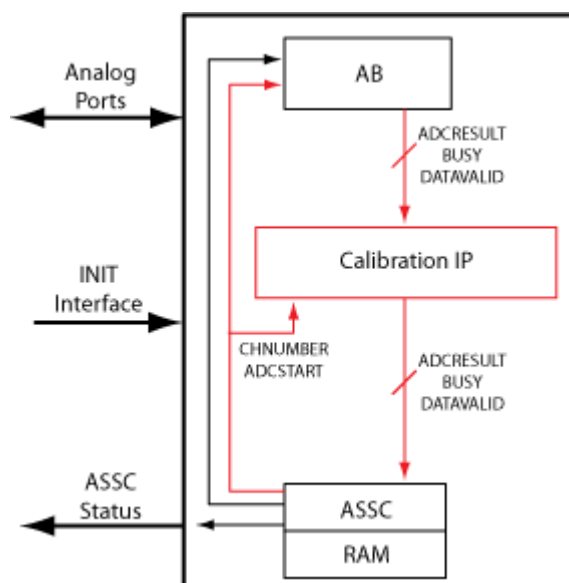 Analog
Ports
AB
ADCRESULT
BUSY
DATAVALID
INIT
Interface
Calibration IP
CHNUMBER
ADCSTART
ADCRESULT
BUSY
DATAVALID
ASSC
Status
ASSC
RAM